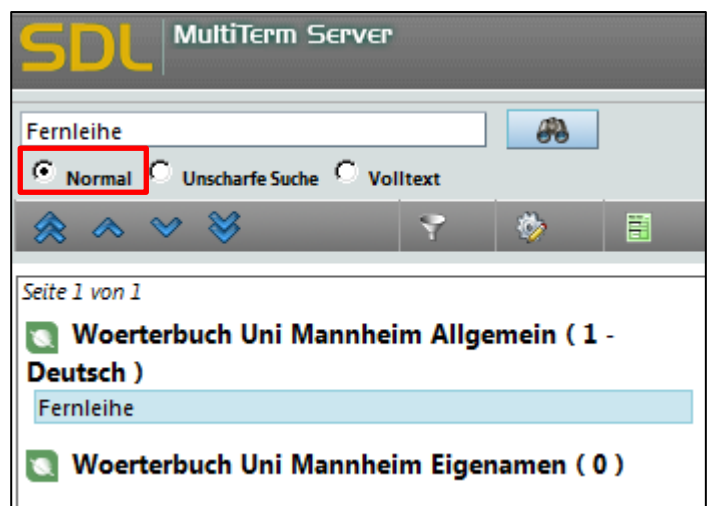 SDL MultiTerm Server
Fernleihe
Normal Unscharfe Suche Volltext
Seite 1 von 1
Woerterbuch Uni Mannheim Allgemein ( 1 -
Deutsch )
Fernleihe
Woerterbuch Uni Mannheim Eigenamen ( 0 )